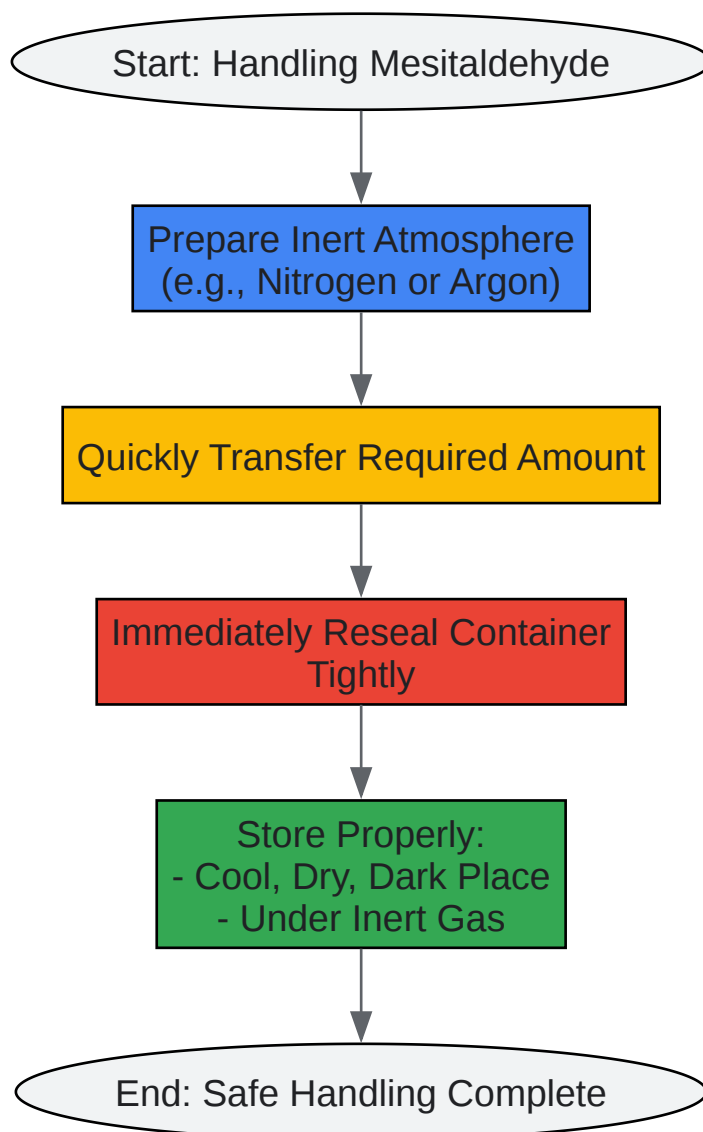 Start: Handling Mesitaldehyde
Prepare Inert Atmosphere
(e.g., Nitrogen or Argon)
Quickly Transfer Required Amount
Immediately Reseal Container
Tightly
Store Properly:
- Cool, Dry, Dark Place
- Under Inert Gas
End: Safe Handling Complete